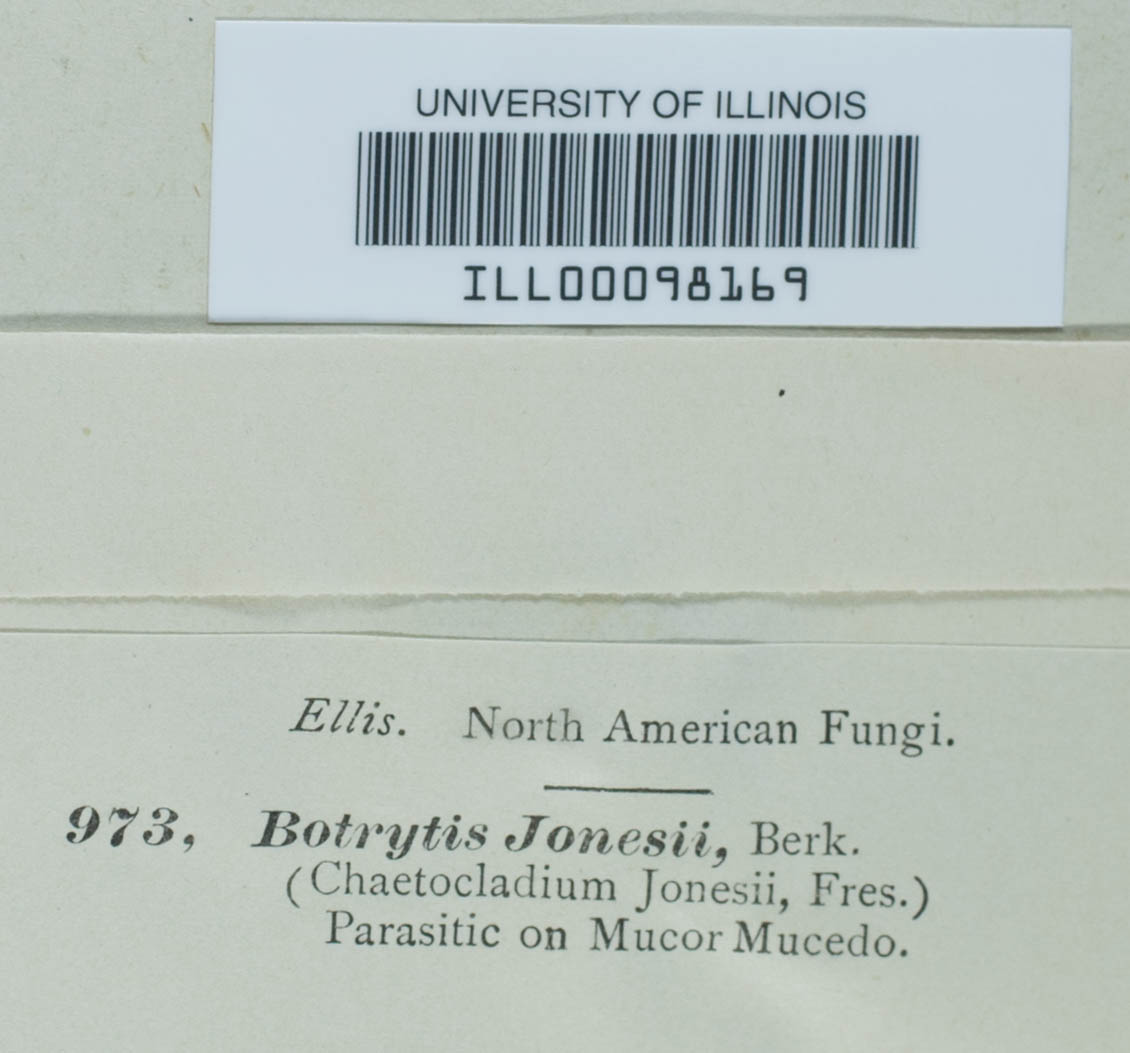 UNIVERSITY OF ILLINOIS
ILL00098169
Ellis. North American Fungi.
973, Botrytis Jonesii, Berk.
(Chaetocladium Jonesii, Fres.)
Parasitic on Mucor Mucedo.